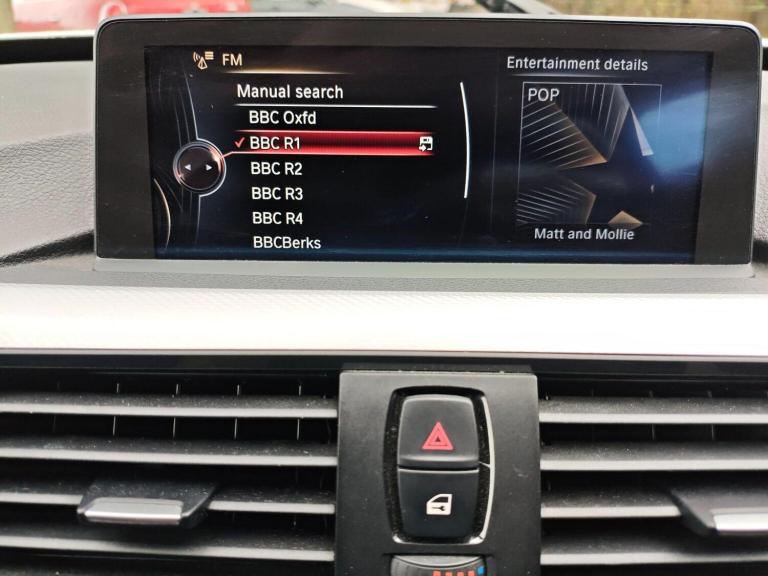 FM
Manual search
BBC Oxfd
BBC R1
BBC R2
BBC R3
BBC R4
BBCBerks
Entertainment details
POP
Matt and Mollie